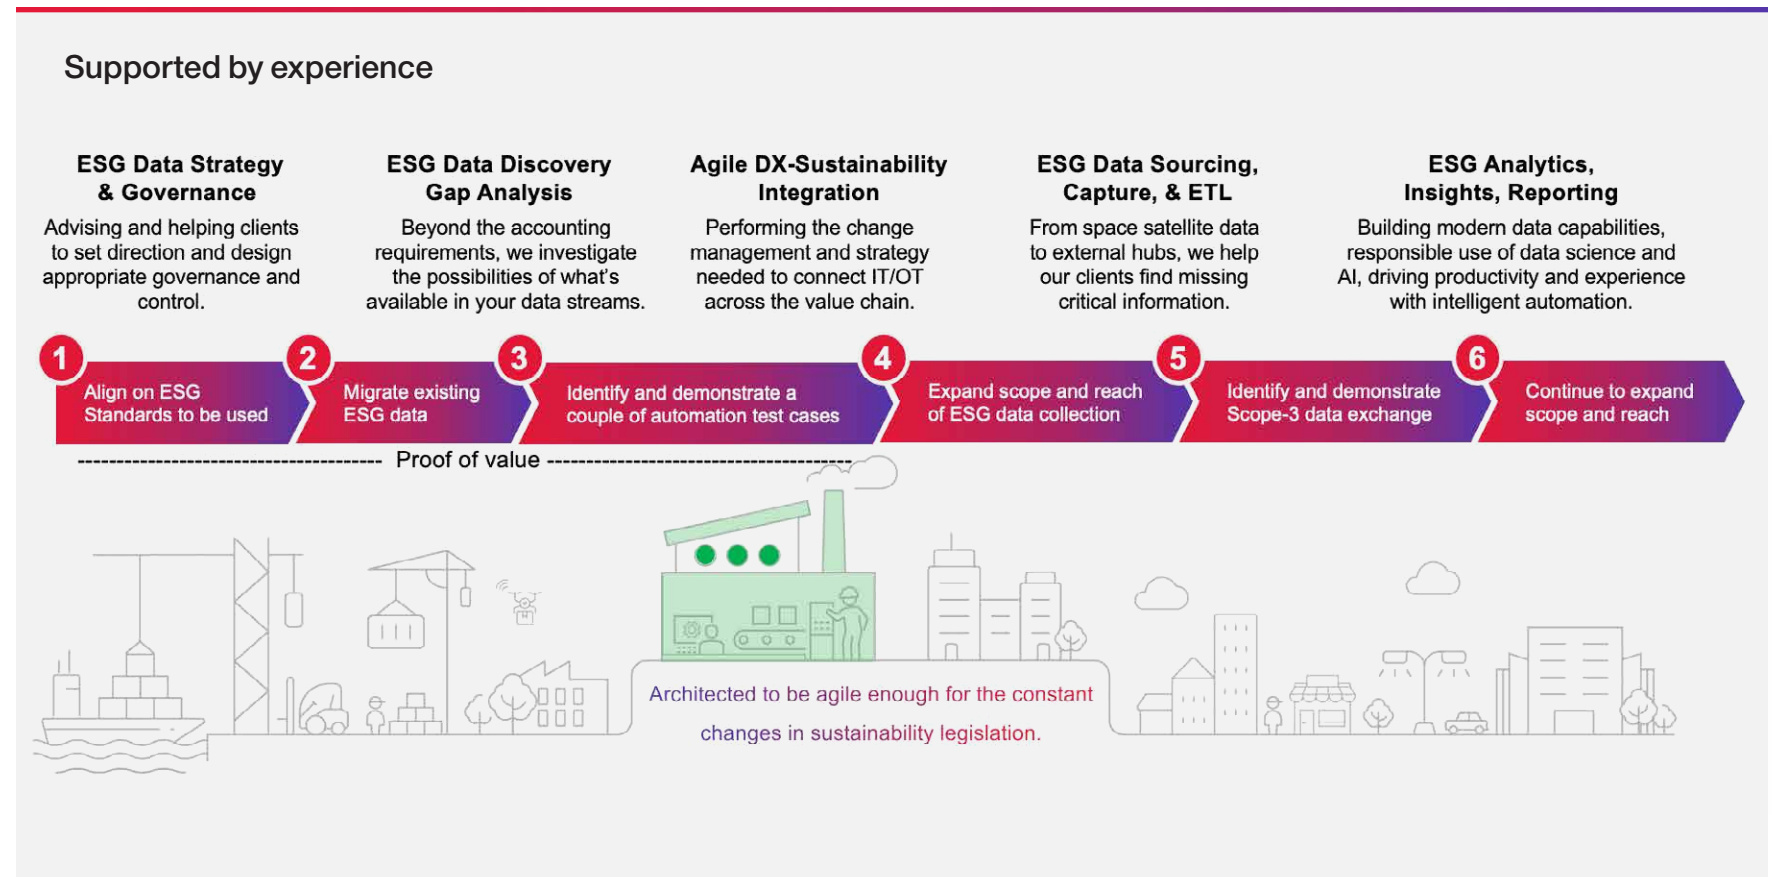 Supported by experience
ESG Data Strategy
& Governance
Advising and helping clients
to set direction and design
appropriate governance and
control.
ESG Data Discovery
Gap Analysis
Beyond the accounting
requirements, we investigate
the possibilities of what's
available in your data streams.
Agile DX-Sustainability
Integration
Performing the change
management and strategy
needed to connect IT/OT
across the value chain.
ESG Data Sourcing,
Capture, & ETL
From space satellite data
to external hubs, we help
our clients find missing
critical information.
ESG Analytics,
Insights, Reporting
Building modern data capabilities,
responsible use of data science and
AI, driving productivity and experience
with intelligent automation.
1
Align on ESG
Standards to be used
2
Migrate existing
ESG data
3
Identify and demonstrate a
couple of automation test cases
4
Expand scope and reach
of ESG data collection
5
Identify and demonstrate
Scope-3 data exchange
6
Continue to expand
scope and reach
Proof of value
Architected to be agile enough for the constant
changes in sustainability legislation.